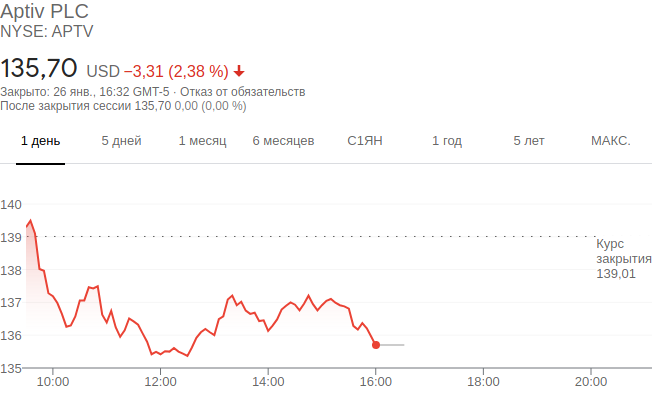 Aptiv PLC
NYSE: APTV
135,70 USD −3,31 (2,38 %)
Закрыто: 26 янв., 16:32 GMT-5 · Отказ от обязательств
После закрытия сессии 135,70 0,00 (0,00 %)
1 день 5 дней 1 месяц 6 месяцев С1ЯН 1 год 5 лет МАКС.
140
139
138
137
136
135
Курс
закрытия
139,01
10:00 12:00 14:00 16:00 18:00 20:00